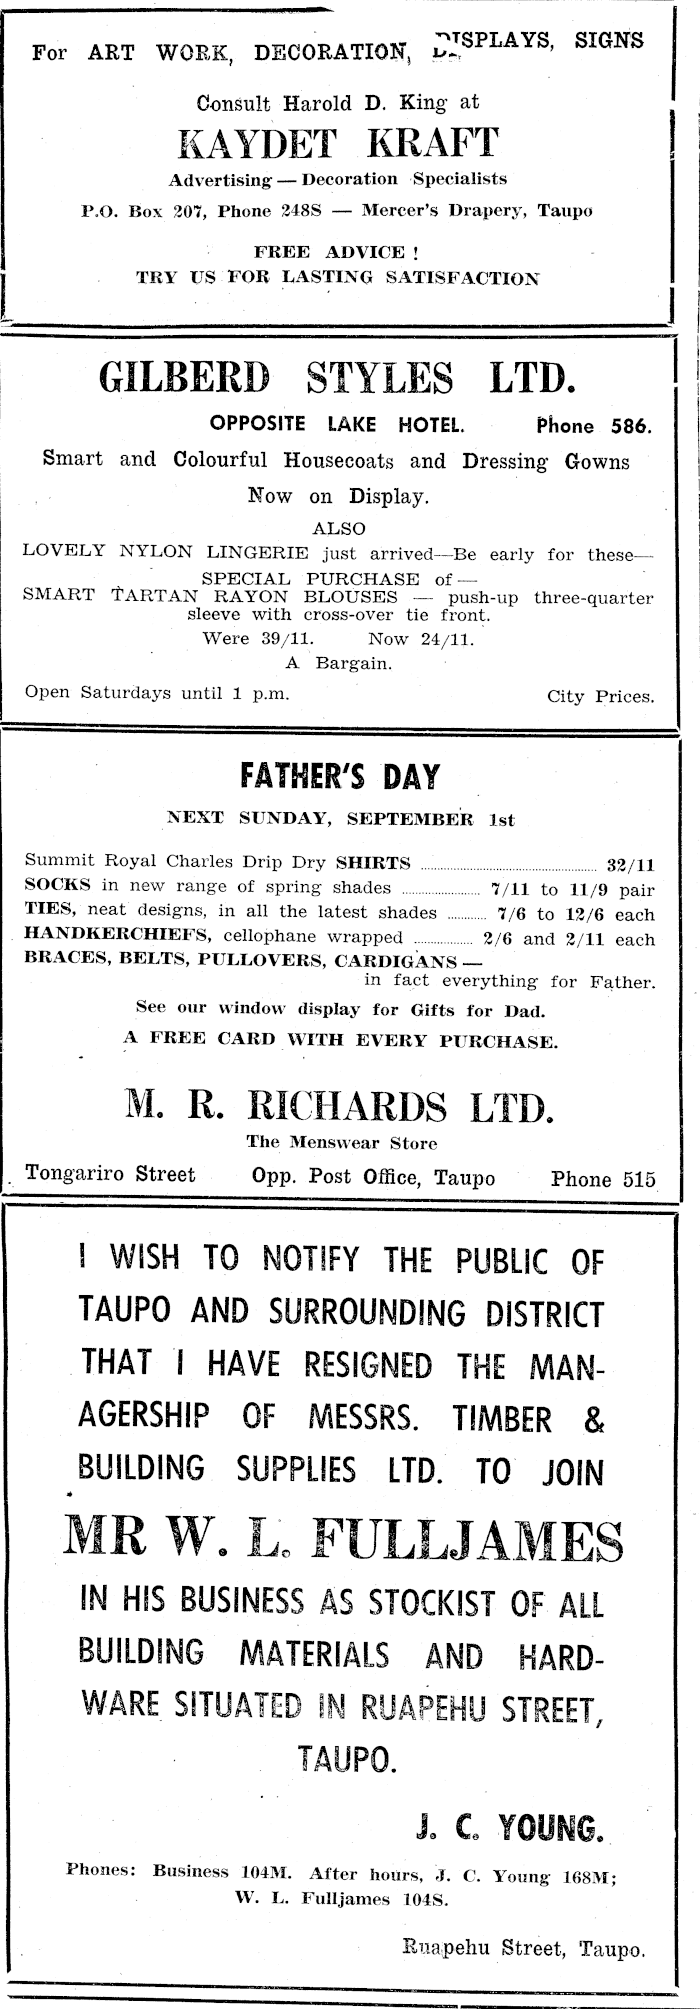 For ART WORK, DECORATION, DISPLAYS, SIGNS
Consult Harold D. King at
KAYDET KRAFT
Advertising — Decoration Specialists
P.O. Box 207, Phone 248S — Mercer's Drapery, Taupo
FREE ADVICE !
TRY US FOR LASTING SATISFACTION
GILBERD STYLES LTD.
OPPOSITE LAKE HOTEL. Phone 586.
Smart and Colourful Housecoats and Dressing Gowns
Now on Display.
ALSO
LOVELY NYLON LINGERIE just arrived—Be early for these—
SPECIAL PURCHASE of —
SMART TARTAN RAYON BLOUSES — push-up three-quarter
sleeve with cross-over tie front.
Were 39/11. Now 24/11.
A Bargain.
Open Saturdays until 1 p.m. City Prices.
FATHER'S DAY
NEXT SUNDAY, SEPTEMBER 1st
Summit Royal Charles Drip Dry SHIRTS ........ 32/11
SOCKS in new range of spring shades ........ 7/11 to 11/9 pair
TIES, neat designs, in all the latest shades ........ 7/6 to 12/6 each
HANDKERCHIEFS, cellophane wrapped ........ 2/6 and 2/11 each
BRACES, BELTS, PULLOVERS, CARDIGANS —
in fact everything for Father.
See our window display for Gifts for Dad.
A FREE CARD WITH EVERY PURCHASE.
M. R. RICHARDS LTD.
The Menswear Store
Tongariro Street Opp. Post Office, Taupo Phone 515
I WISH TO NOTIFY THE PUBLIC OF
TAUPO AND SURROUNDING DISTRICT
THAT I HAVE RESIGNED THE MAN-
AGERSHIP OF MESSRS. TIMBER &
BUILDING SUPPLIES LTD. TO JOIN
MR W. L. FULLJAMES
IN HIS BUSINESS AS STOCKIST OF ALL
BUILDING MATERIALS AND HARD-
WARE SITUATED IN RUAPEHU STREET,
TAUPO.
J. C. YOUNG.
Phones: Business 104M. After hours, J. C. Young 168M;
W. L. Fulljames 104S.
Ruapehu Street, Taupo.